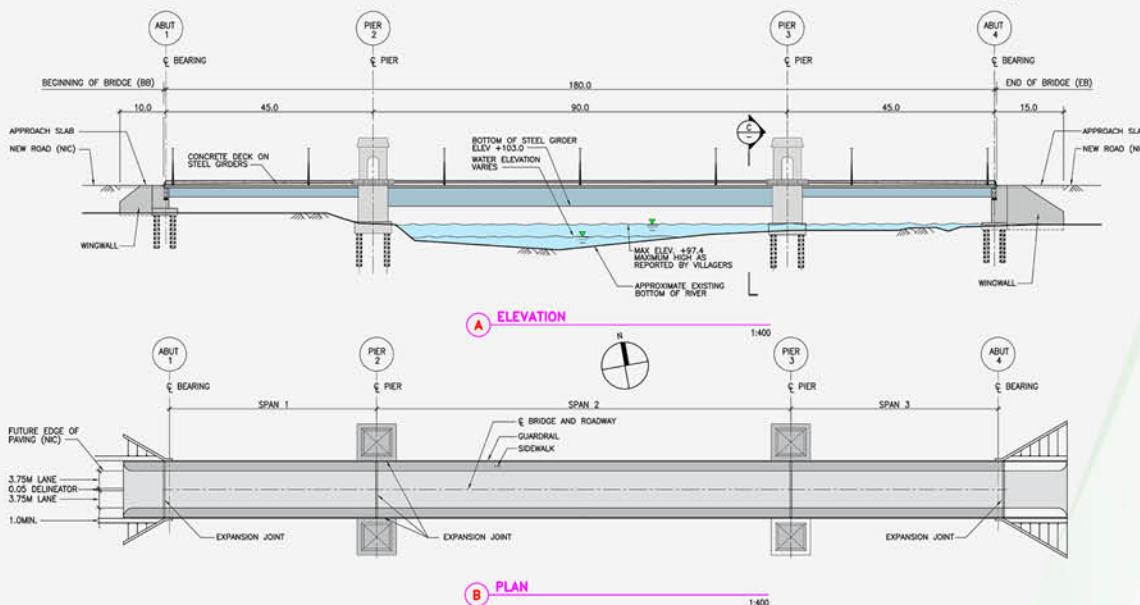 ABUT
1
PIER
2
PIER
3
ABUT
4
℄ BEARING
℄ PIER
℄ PIER
℄ BEARING
BEGINNING OF BRIDGE (BB)
180.0
END OF BRIDGE (EB)
10.0
45.0
90.0
45.0
15.0
APPROACH SLAB
NEW ROAD (NIC)
CONCRETE DECK ON
STEEL GIRDERS
BOTTOM OF STEEL GIRDER
ELEV +103.0
WATER ELEVATION
VARIES
C
–
APPROACH SLA
NEW ROAD (NI
WINGWALL
MAX ELEV. +97.4
MAXIMUM HIGH AS
REPORTED BY VILLAGERS
APPROXIMATE EXISTING
BOTTOM OF RIVER
WINGWALL
A ELEVATION
1:400
N
ABUT
1
PIER
2
PIER
3
ABUT
4
℄ BEARING
℄ PIER
℄ PIER
℄ BEARING
SPAN 1
SPAN 2
SPAN 3
FUTURE EDGE OF
PAVING (NIC)
3.75M LANE
0.05 DELINEATOR
3.75M LANE
1.0MIN.
℄ BRIDGE AND ROADWAY
GUARDRAIL
SIDEWALK
EXPANSION JOINT
EXPANSION JOINT
EXPANSION JOINT
B PLAN
1:400